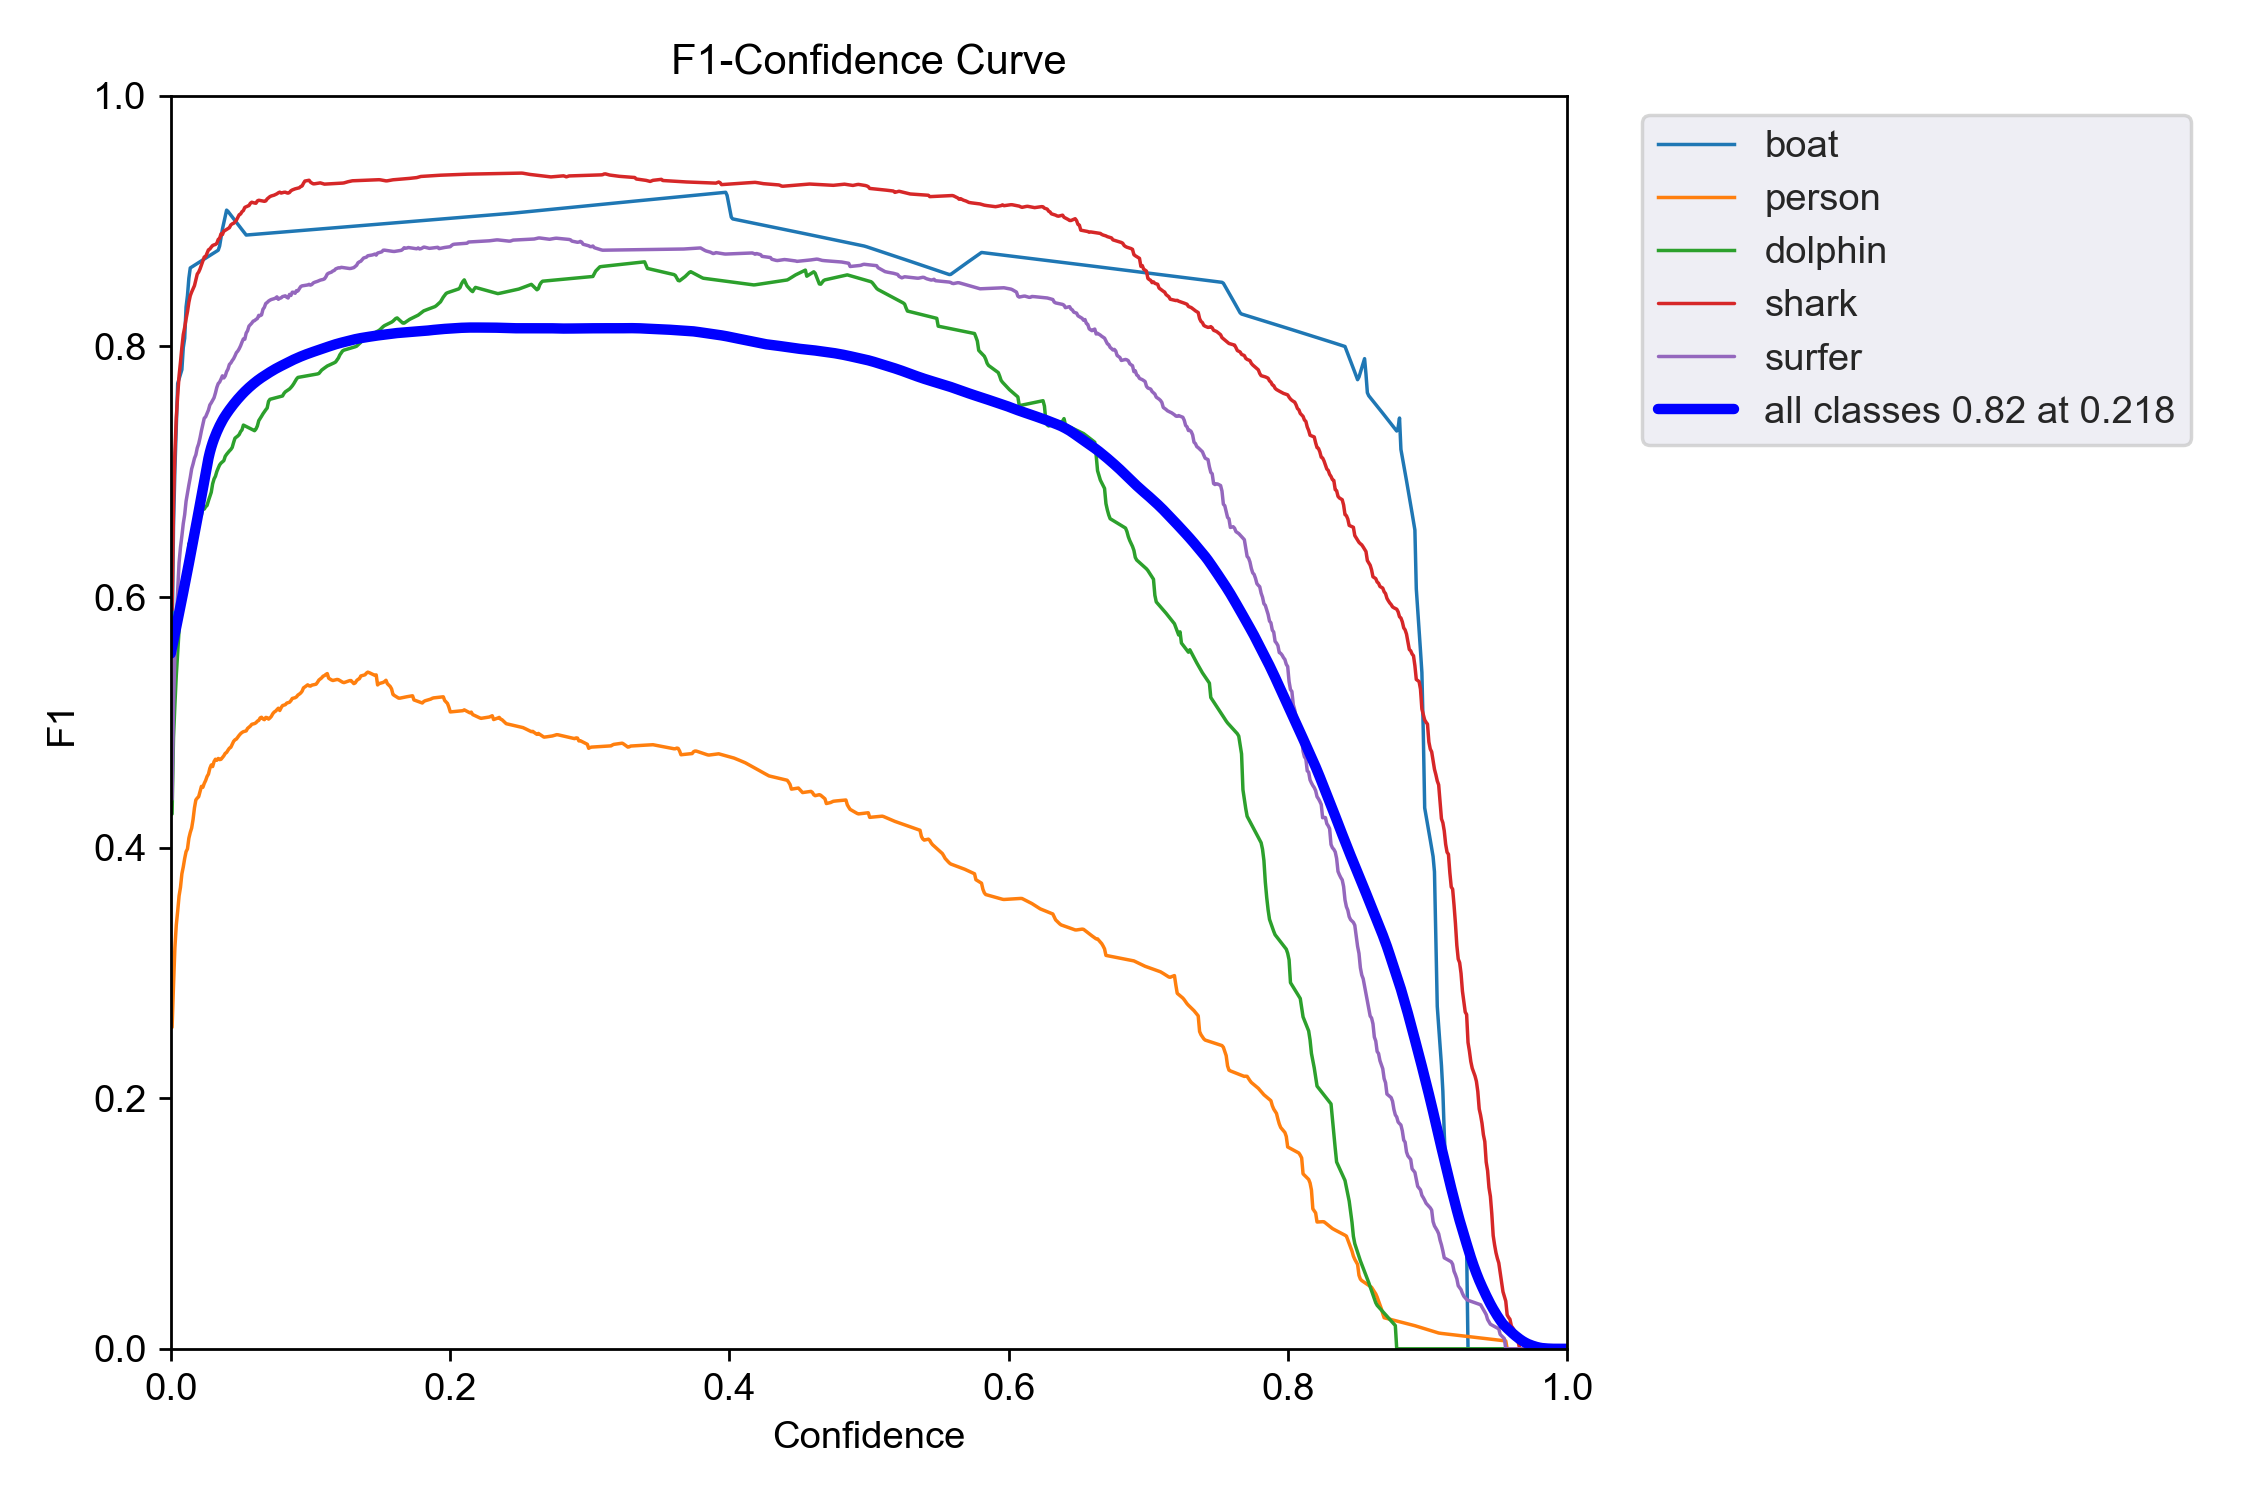 F1-Confidence Curve
1.0
0.8
0.6
0.4
0.2
0.0
F1
0.0 0.2 0.4 0.6 0.8 1.0
Confidence
boat
person
dolphin
shark
surfer
all classes 0.82 at 0.218